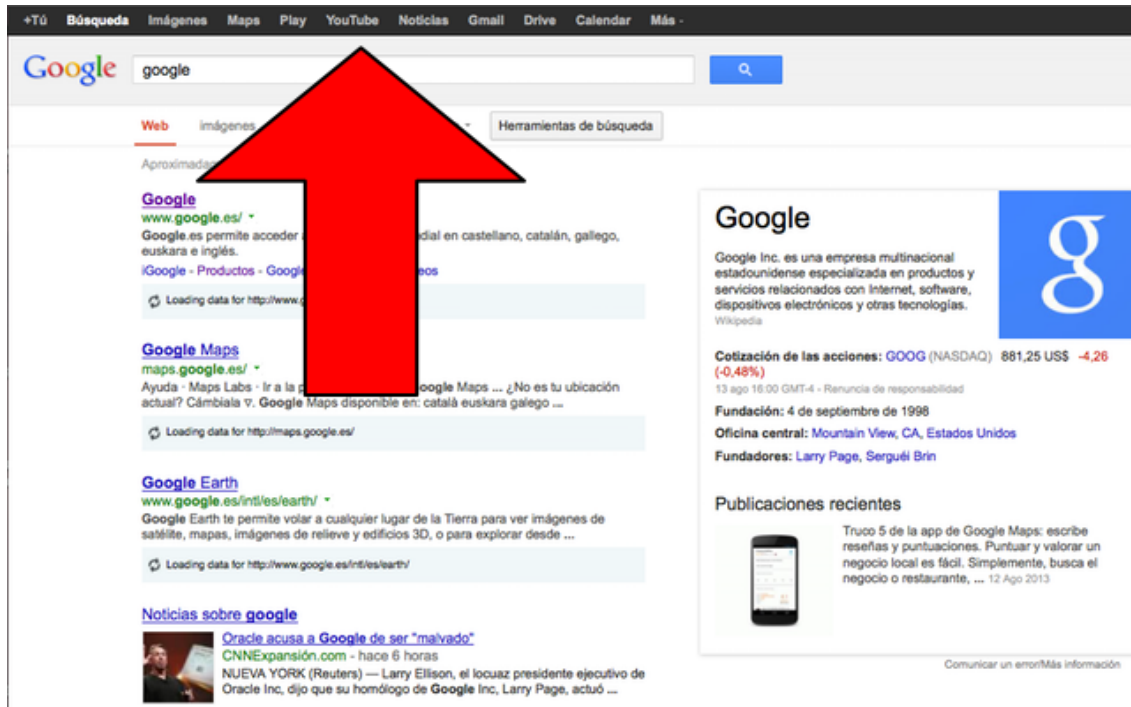 +Tú Búsqueda Imágenes Maps Play YouTube Noticias Gmail Drive Calendar Más
Google google
Web imágenes Herramientas de búsqueda
Google
www.google.es/
Google.es permite acceder en castellano, catalán, gallego,
euskara e inglés.
iGoogle - Productos -
Loading data for
Google Maps
maps.google.es/
Ayuda · Maps Labs · Ir a la Google Maps ... ¿No es tu ubicación
actual? Cámbiala ∇. Google Maps disponible en: català euskara galego ...
Loading data for http://maps.google.es/
Google Earth
www.google.es/intl/es/earth/
Google Earth te permite volar a cualquier lugar de la Tierra para ver imágenes de
satélite, mapas, imágenes de relieve y edificios 3D, o para explorar desde ...
Loading data for http://www.google.es/intl/es/earth/
Noticias sobre google
Oracle acusa a Google de ser "malvado"
CNNExpansión.com - hace 6 horas
NUEVA YORK (Reuters) — Larry Ellison, el locuaz presidente ejecutivo de
Oracle Inc, dijo que su homólogo de Google Inc, Larry Page, actuó ...
Google
g
Google Inc. es una empresa multinacional
estadounidense especializada en productos y
servicios relacionados con Internet, software,
dispositivos electrónicos y otras tecnologías.
Wikipedia
Cotización de las acciones: GOOG (NASDAQ) 881,25 US$ -4,26
(-0,48%)
13 ago 16:00 GMT-4 - Renuncia de responsabilidad
Fundación: 4 de septiembre de 1998
Oficina central: Mountain View, CA, Estados Unidos
Fundadores: Larry Page, Serguéi Brin
Publicaciones recientes
Truco 5 de la app de Google Maps: escribe
reseñas y puntuaciones. Puntuar y valorar un
negocio local es fácil. Simplemente, busca el
negocio o restaurante, ... 12 Ago 2013
Comunicar un error/Más información